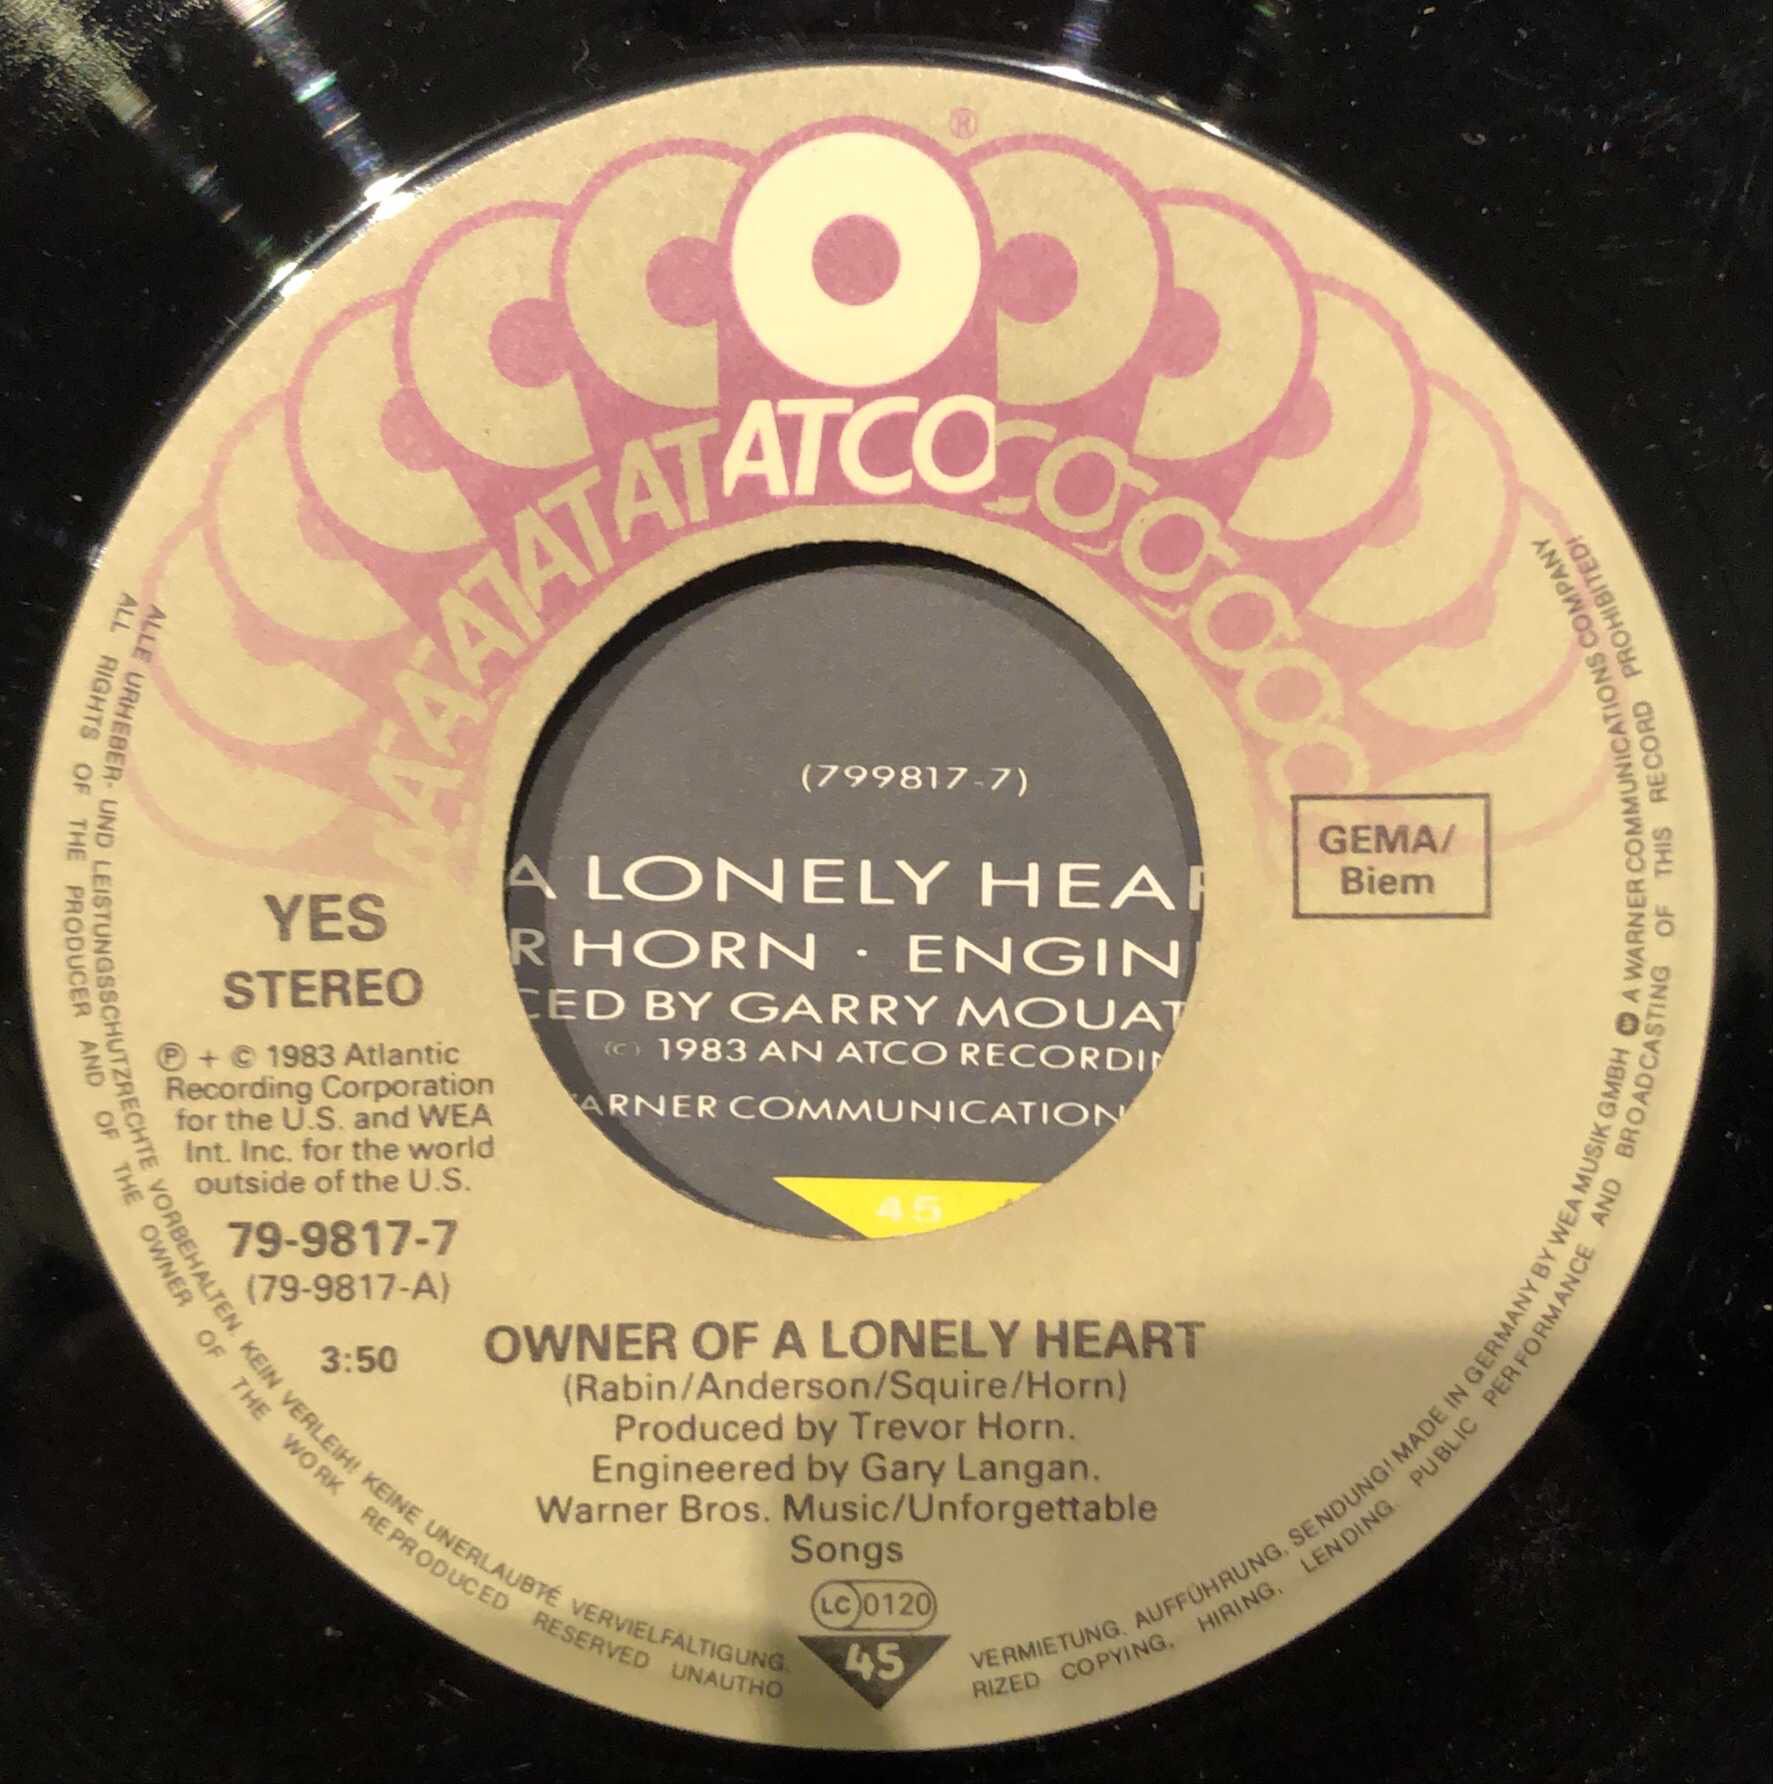 ®
ATCO
(799817-7)
A LONELY HEAR
R HORN · ENGIN
CED BY GARRY MOUAT
(C) 1983 AN ATCO RECORDIN
ARNER COMMUNICATION
45
GEMA/
Biem
YES
STEREO
℗ + © 1983 Atlantic
Recording Corporation
for the U.S. and WEA
Int. Inc. for the world
outside of the U.S.
79-9817-7
(79-9817-A)
3:50
OWNER OF A LONELY HEART
(Rabin/Anderson/Squire/Horn)
Produced by Trevor Horn.
Engineered by Gary Langan.
Warner Bros. Music/Unforgettable
Songs
LC 0120
45
ALLE URHEBER- UND LEISTUNGSSCHUTZRECHTE VORBEHALTEN. KEIN VERLEIH! KEINE UNERLAUBTE VERVIELFALTIGUNG, VERMIETUNG, AUFFÜHRUNG, SENDUNG! MADE IN GERMANY BY WEA MUSIK GMBH A WARNER COMMUNICATIONS COMPANY
ALL RIGHTS OF THE PRODUCER AND OF THE OWNER OF THE WORK REPRODUCED RESERVED UNAUTHORIZED COPYING, HIRING, LENDING, PUBLIC PERFORMANCE AND BROADCASTING OF THIS RECORD PROHIBITED!